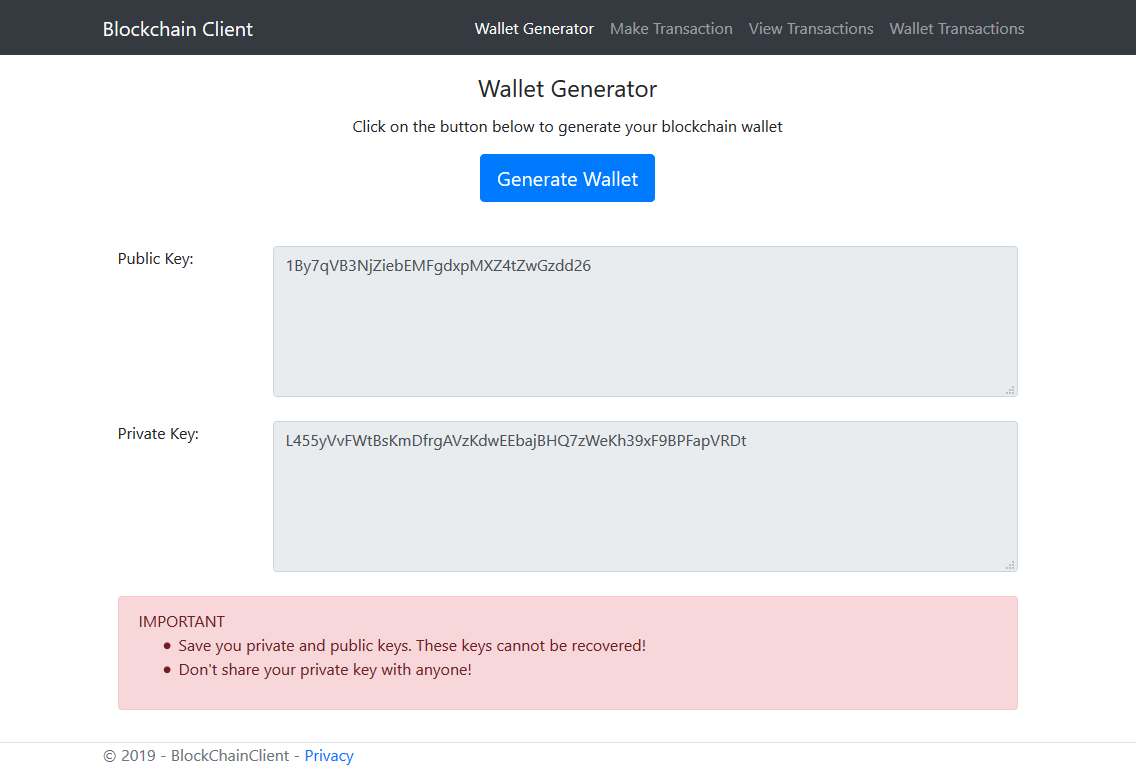 Blockchain Client
Wallet Generator
Make Transaction
View Transactions
Wallet Transactions
Wallet Generator
Click on the button below to generate your blockchain wallet
Generate Wallet
Public Key:
1By7qVB3NjZiebEMFgdxpMXZ4tZwGzdd26
Private Key:
L455yVvFWtBsKmDfrgAVzKdwEEbajBHQ7zWeKh39xF9BPFapVRDt
IMPORTANT
• Save you private and public keys. These keys cannot be recovered!
• Don't share your private key with anyone!
© 2019 - BlockChainClient - Privacy